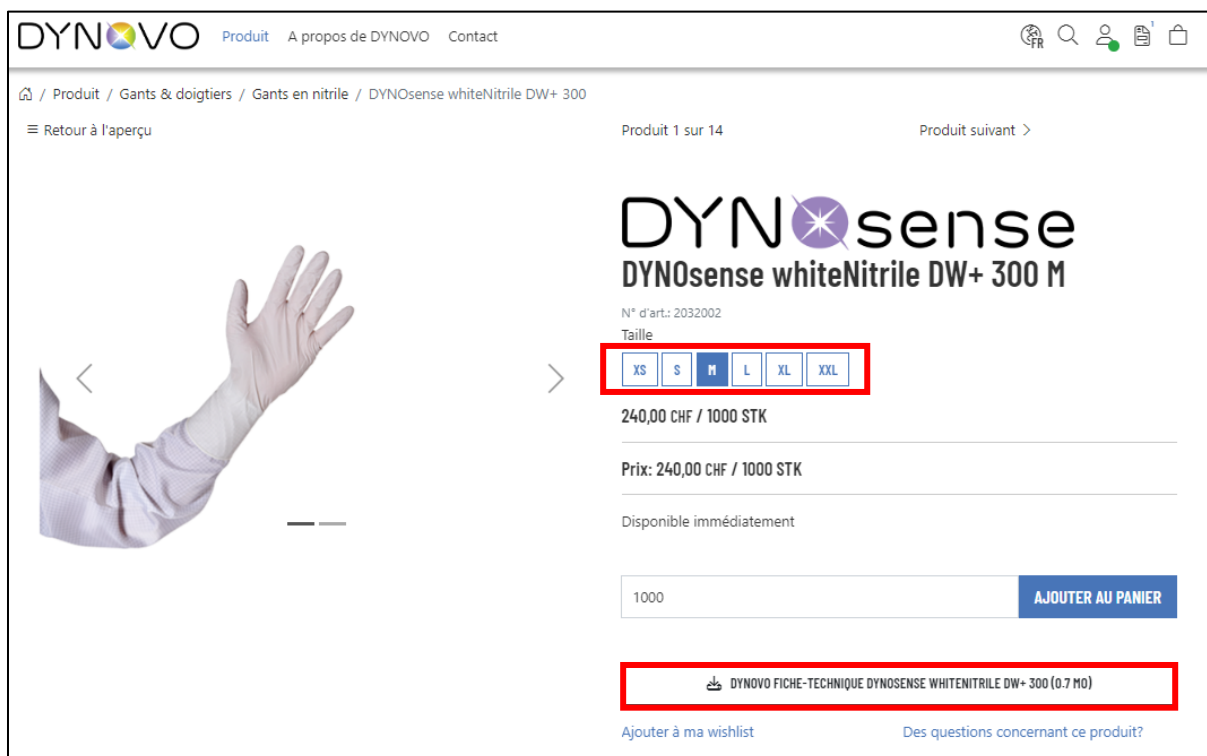 DYNOVO Produit A propos de DYNOVO Contact FR 1
/ Produit / Gants & doigtiers / Gants en nitrile / DYNOsense whiteNitrile DW+ 300
≡ Retour à l'aperçu
Produit 1 sur 14 Produit suivant >
DYNOsense
DYNOsense whiteNitrile DW+ 300 M
N° d'art.: 2032002
Taille
XS S M L XL XXL
240,00 CHF / 1000 STK
Prix: 240,00 CHF / 1000 STK
Disponible immédiatement
1000 AJOUTER AU PANIER
DYNOVO FICHE-TECHNIQUE DYNOSENSE WHITENITRILE DW+ 300 (0.7 MO)
Ajouter à ma wishlist Des questions concernant ce produit?